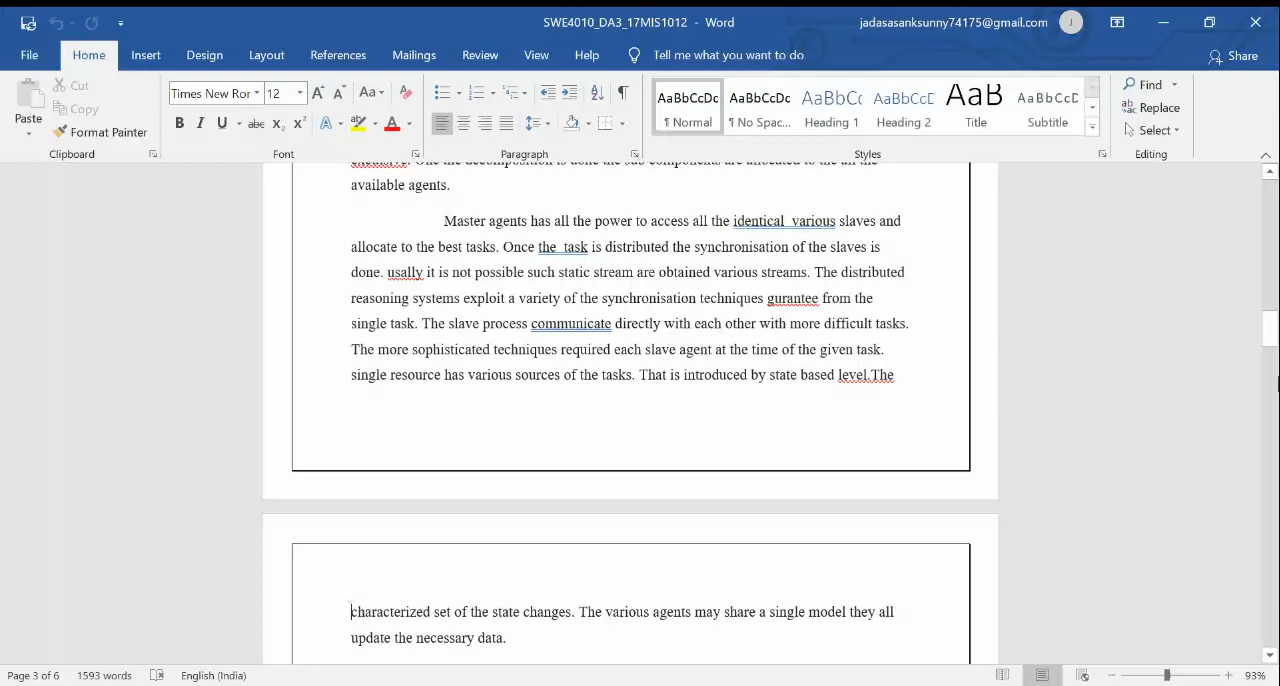 SWE4010_DA3_17MIS1012 - Word
jadasasanksunny74175@gmail.com
J
File Home Insert Design Layout References Mailings Review View Help Tell me what you want to do
Share
Paste
Cut
Copy
Format Painter
Clipboard
Times New Ror 12
Aa
B I U abc X₂ X² A A
Font
Paragraph
AaBbCcDc AaBbCcDc AaBbCc AaBbCcD AaB AaBbCcD
¶ Normal ¶ No Spac... Heading 1 Heading 2 Title Subtitle
Styles
Find
Replace
Select
Editing
One the decomposition is done the sub components are allocated to the all the
available agents.
Master agents has all the power to access all the identical various slaves and
allocate to the best tasks. Once the task is distributed the synchronisation of the slaves is
done. usally it is not possible such static stream are obtained various streams. The distributed
reasoning systems exploit a variety of the synchronisation techniques gurantee from the
single task. The slave process communicate directly with each other with more difficult tasks.
The more sophisticated techniques required each slave agent at the time of the given task.
single resource has various sources of the tasks. That is introduced by state based level.The
characterized set of the state changes. The various agents may share a single model they all
update the necessary data.
Page 3 of 6 1593 words English (India) 93%